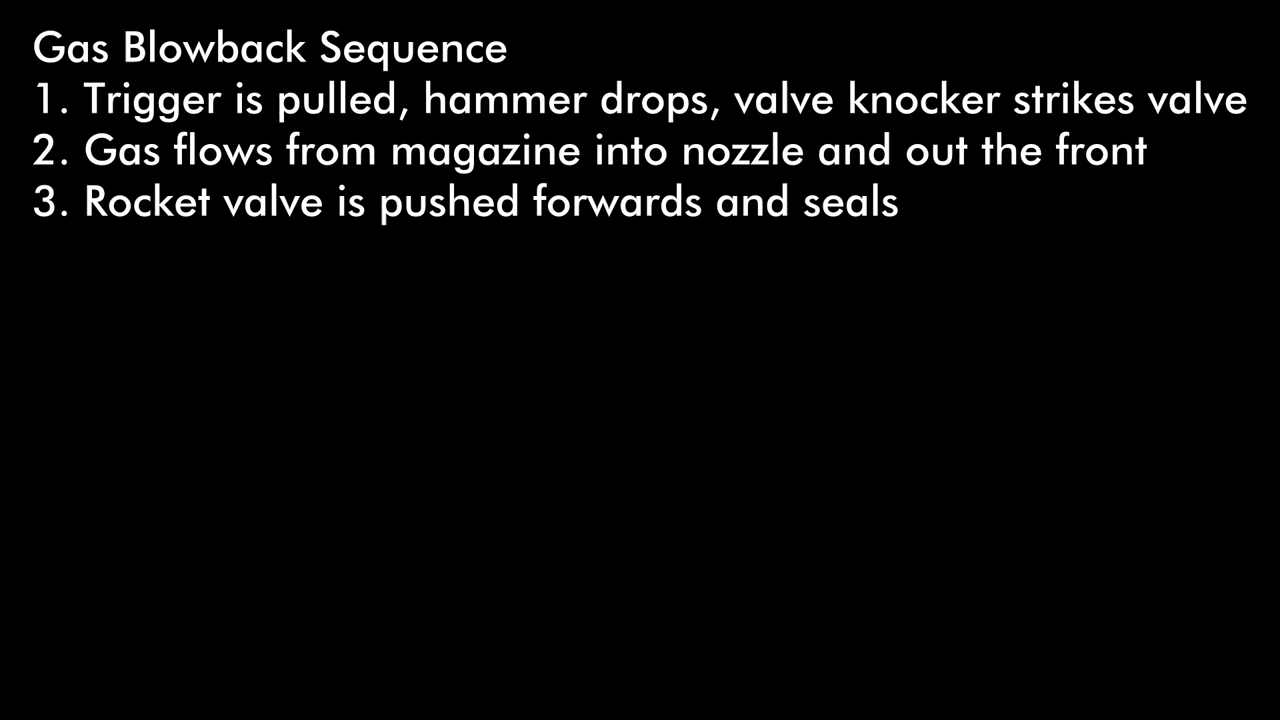 Gas Blowback Sequence
1. Trigger is pulled, hammer drops, valve knocker strikes valve
2. Gas flows from magazine into nozzle and out the front
3. Rocket valve is pushed forwards and seals